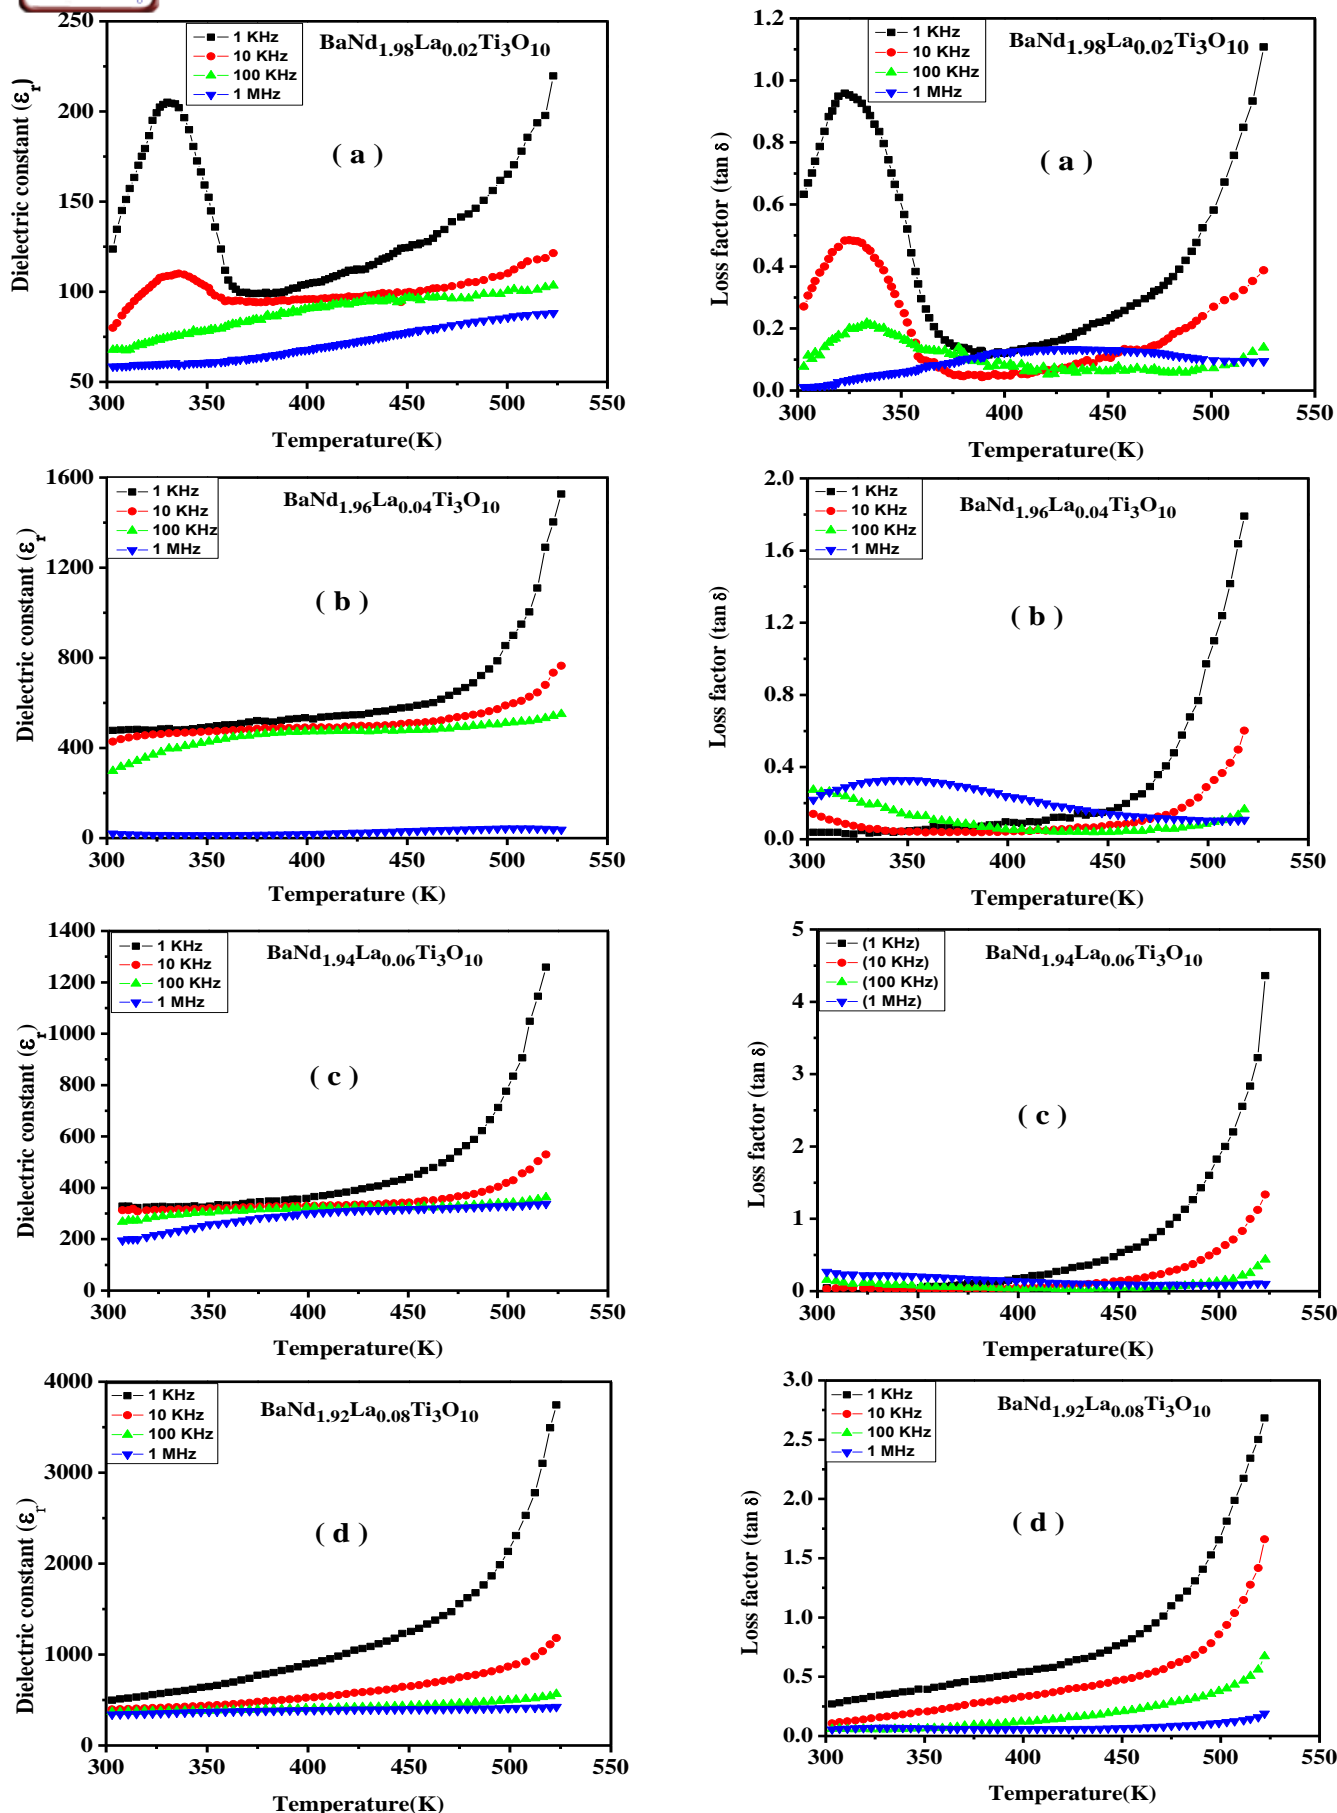 250
200
150
100
50
300
350
400
450
500
550
Dielectric constant (εr)
Temperature(K)
1 KHz
10 KHz
100 KHz
1 MHz
BaNd1.98La0.02Ti3O10
( a )
1.2
1.0
0.8
0.6
0.4
0.2
0.0
300
350
400
450
500
550
Loss factor (tan δ)
Temperature(K)
1 KHz
10 KHz
100 KHz
1 MHz
BaNd1.98La0.02Ti3O10
( a )
1600
1200
800
400
0
300
350
400
450
500
550
Dielectric constant (εr)
Temperature (K)
1 KHz
10 KHz
100 KHz
1 MHz
BaNd1.96La0.04Ti3O10
( b )
2.0
1.6
1.2
0.8
0.4
0.0
300
350
400
450
500
550
Loss factor (tan δ)
Temperature(K)
1 KHz
10 KHz
100 KHz
1 MHz
BaNd1.96La0.04Ti3O10
( b )
1400
1200
1000
800
600
400
200
0
300
350
400
450
500
550
Dielectric constant (εr)
Temperature(K)
1 KHz
10 KHz
100 KHz
1 MHz
BaNd1.94La0.06Ti3O10
( c )
5
4
3
2
1
0
300
350
400
450
500
550
Loss factor (tan δ)
Temperature(K)
(1 KHz)
(10 KHz)
(100 KHz)
(1 MHz)
BaNd1.94La0.06Ti3O10
( c )
4000
3000
2000
1000
0
300
350
400
450
500
550
Dielectric constant (εr)
Temperature(K)
1 KHz
10 KHz
100 KHz
1 MHz
BaNd1.92La0.08Ti3O10
( d )
3.0
2.5
2.0
1.5
1.0
0.5
0.0
300
350
400
450
500
550
Loss factor (tan δ)
Temperature(K)
1 KHz
10 KHz
100 KHz
1 MHz
BaNd1.92La0.08Ti3O10
( d )